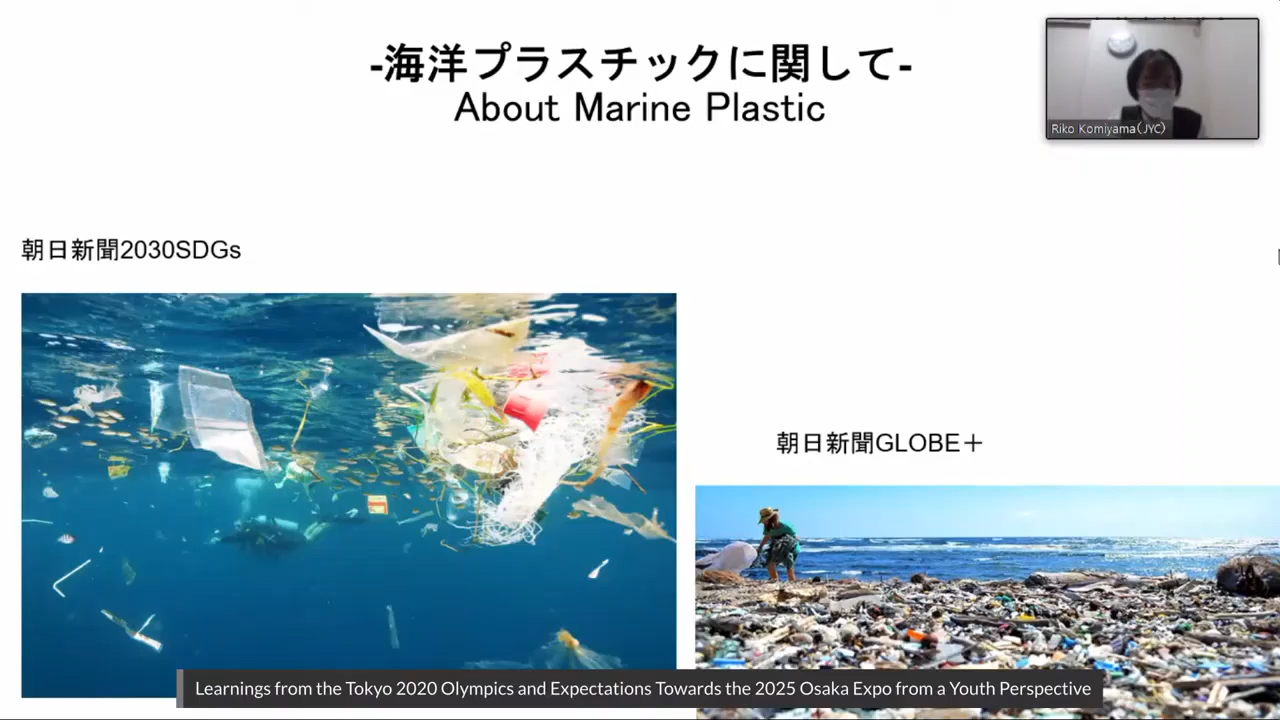 -海洋プラスチックに関して-
About Marine Plastic
Riko Komiyama(JYC)
朝日新聞2030SDGs
朝日新聞GLOBE＋
Learnings from the Tokyo 2020 Olympics and Expectations Towards the 2025 Osaka Expo from a Youth Perspective